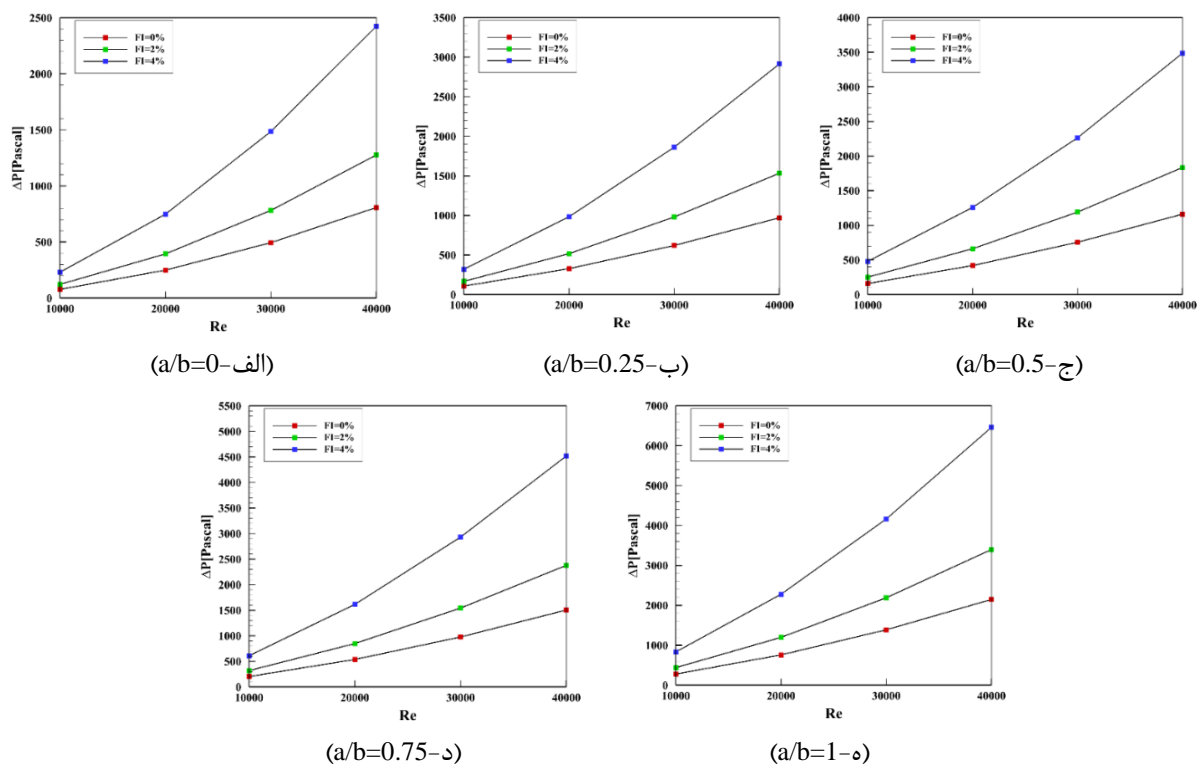 2500
2000
1500
1000
500
0
ΔP[Pascal]
FI=0%
FI=2%
FI=4%
10000 20000 30000 40000
Re
الف-a/b=0)
3500
3000
2500
2000
1500
1000
500
0
ΔP[Pascal]
FI=0%
FI=2%
FI=4%
10000 20000 30000 40000
Re
ب-a/b=0.25)
4000
3500
3000
2500
2000
1500
1000
500
0
ΔP[Pascal]
FI=0%
FI=2%
FI=4%
10000 20000 30000 40000
Re
ج-a/b=0.5)
5500
5000
4500
4000
3500
3000
2500
2000
1500
1000
500
0
ΔP[Pascal]
FI=0%
FI=2%
FI=4%
10000 20000 30000 40000
Re
د-a/b=0.75)
7000
6000
5000
4000
3000
2000
1000
0
ΔP[Pascal]
FI=0%
FI=2%
FI=4%
10000 20000 30000 40000
Re
ه-a/b=1)